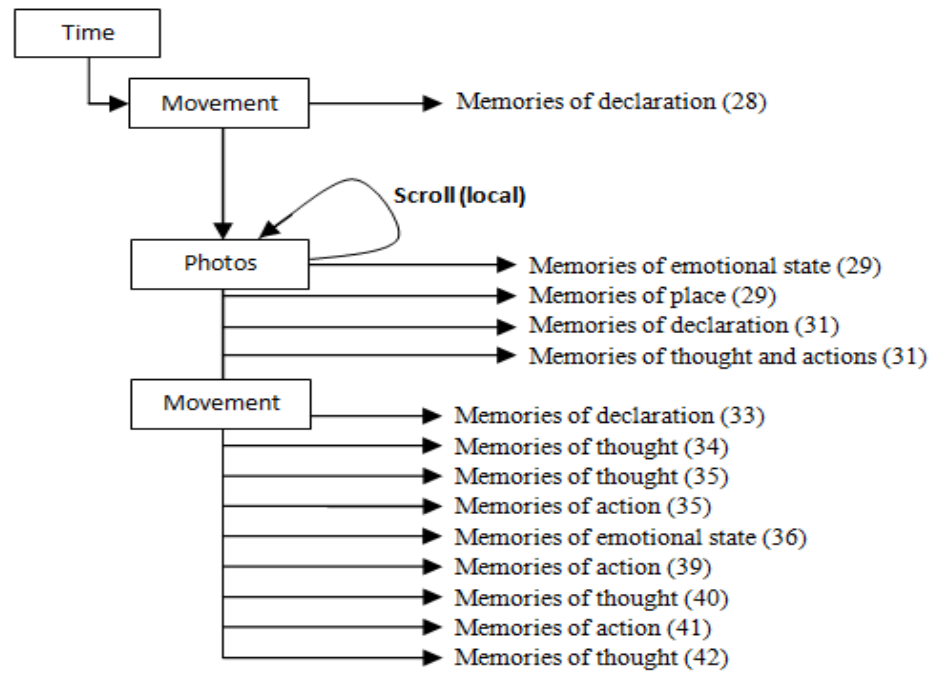 Time
Movement
Memories of declaration (28)
Scroll (local)
Photos
Memories of emotional state (29)
Memories of place (29)
Memories of declaration (31)
Memories of thought and actions (31)
Movement
Memories of declaration (33)
Memories of thought (34)
Memories of thought (35)
Memories of action (35)
Memories of emotional state (36)
Memories of action (39)
Memories of thought (40)
Memories of action (41)
Memories of thought (42)